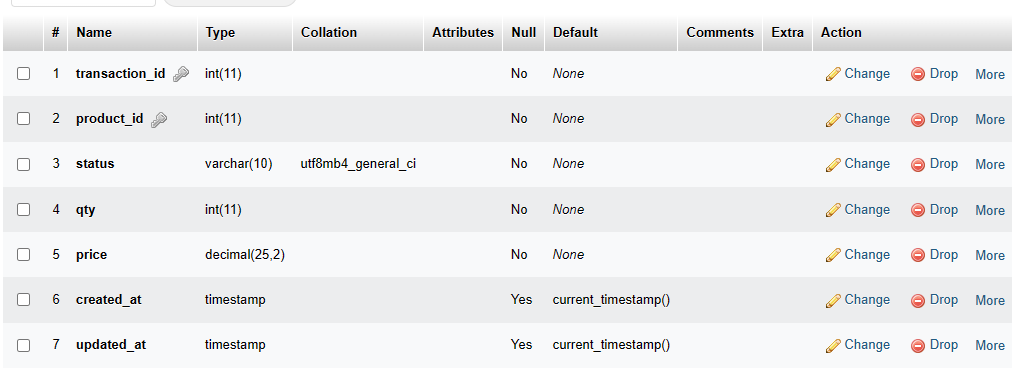 # Name Type Collation Attributes Null Default Comments Extra Action
1 transaction_id int(11) No None Change Drop More
2 product_id int(11) No None Change Drop More
3 status varchar(10) utf8mb4_general_ci No None Change Drop More
4 qty int(11) No None Change Drop More
5 price decimal(25,2) No None Change Drop More
6 created_at timestamp Yes current_timestamp() Change Drop More
7 updated_at timestamp Yes current_timestamp() Change Drop More